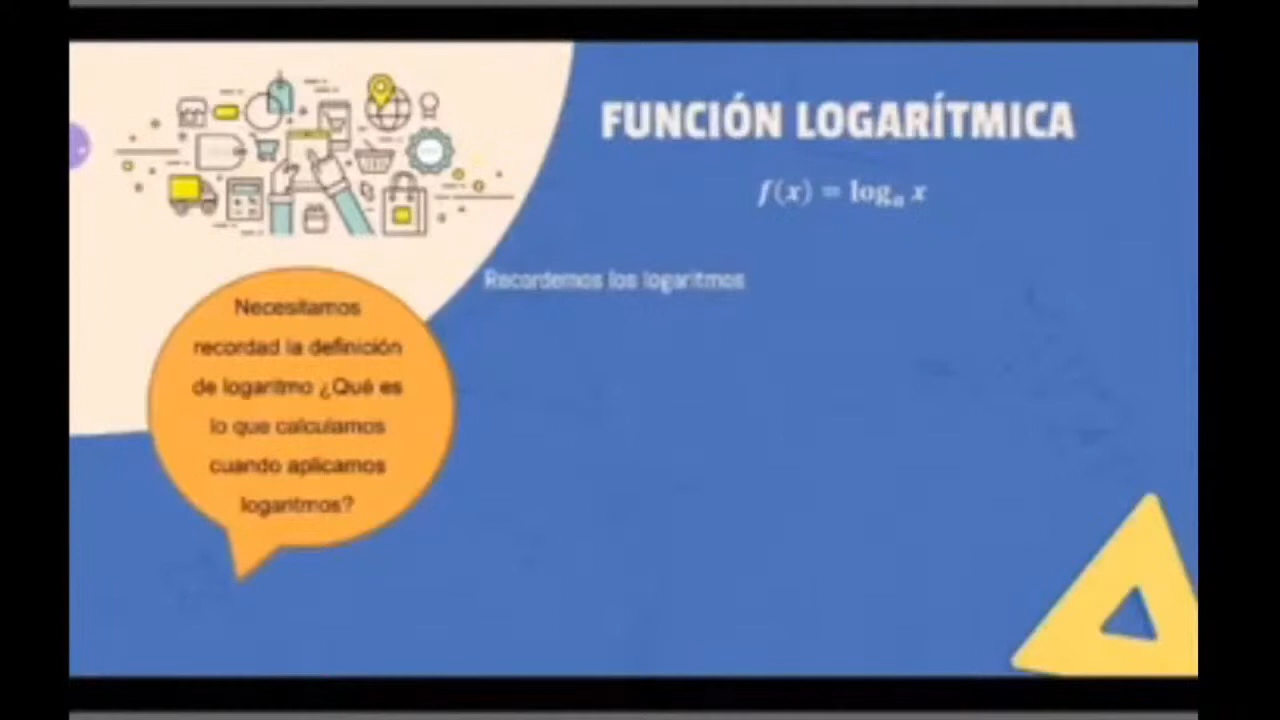 FUNCIÓN LOGARÍTMICA
f(x) = logₐ x
Recordemos los logaritmos
Necesitamos
recordad la definición
de logaritmo ¿Qué es
lo que calculamos
cuando aplicamos
logaritmos?